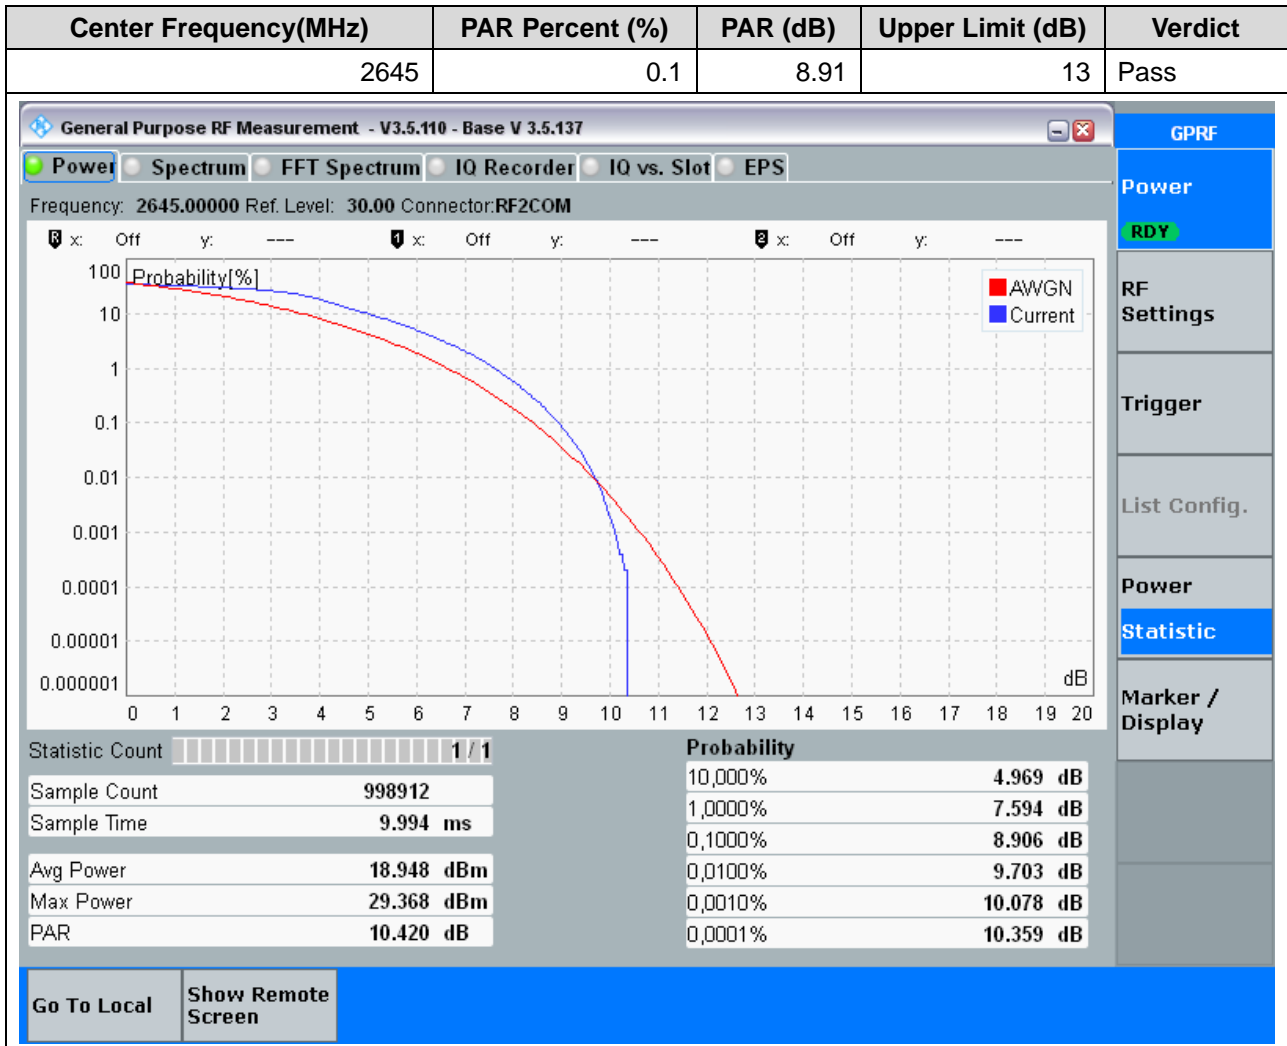 Center Frequency(MHz) PAR Percent (%) PAR (dB) Upper Limit (dB) Verdict
2645 0.1 8.91 13 Pass
General Purpose RF Measurement - V3.5.110 - Base V 3.5.137
GPRF
Power Spectrum FFT Spectrum IQ Recorder IQ vs. Slot EPS
Power
RDY
Frequency: 2645.00000 Ref. Level: 30.00 Connector:RF2COM
R x: Off y: --- 1 x: Off y: --- 2 x: Off y: ---
Probability[%]
AWGN
Current
100
10
1
0.1
0.01
0.001
0.0001
0.00001
0.000001
dB
0 1 2 3 4 5 6 7 8 9 10 11 12 13 14 15 16 17 18 19 20
RF
Settings
Trigger
List Config.
Power
Statistic
Marker /
Display
Statistic Count 1 / 1
Sample Count 998912
Sample Time 9.994 ms
Avg Power 18.948 dBm
Max Power 29.368 dBm
PAR 10.420 dB
Probability
10,000% 4.969 dB
1,0000% 7.594 dB
0,1000% 8.906 dB
0,0100% 9.703 dB
0,0010% 10.078 dB
0,0001% 10.359 dB
Go To Local
Show Remote
Screen